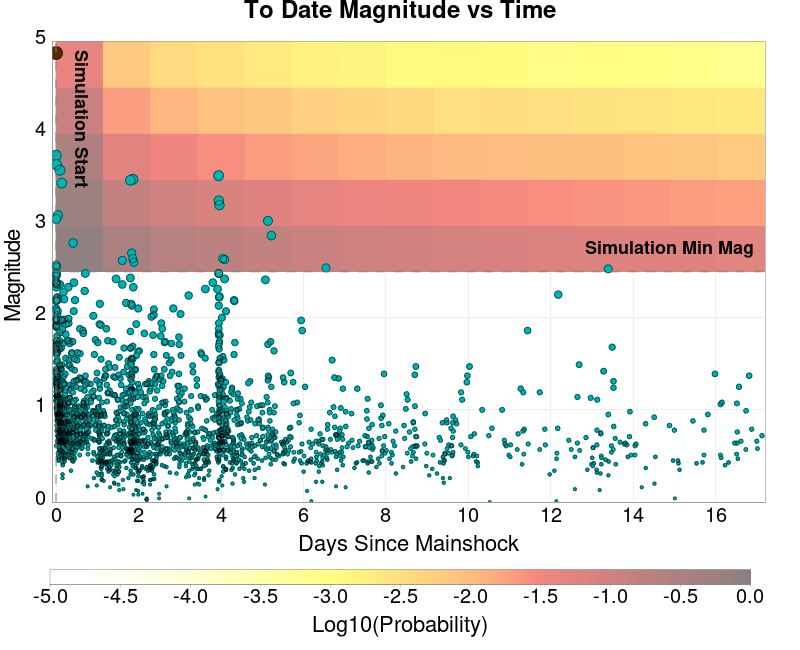 To Date Magnitude vs Time
5
4
3
2
1
0
Magnitude
Simulation Start
Simulation Min Mag
0 2 4 6 8 10 12 14 16
Days Since Mainshock
-5.0 -4.5 -4.0 -3.5 -3.0 -2.5 -2.0 -1.5 -1.0 -0.5 0.0
Log10(Probability)